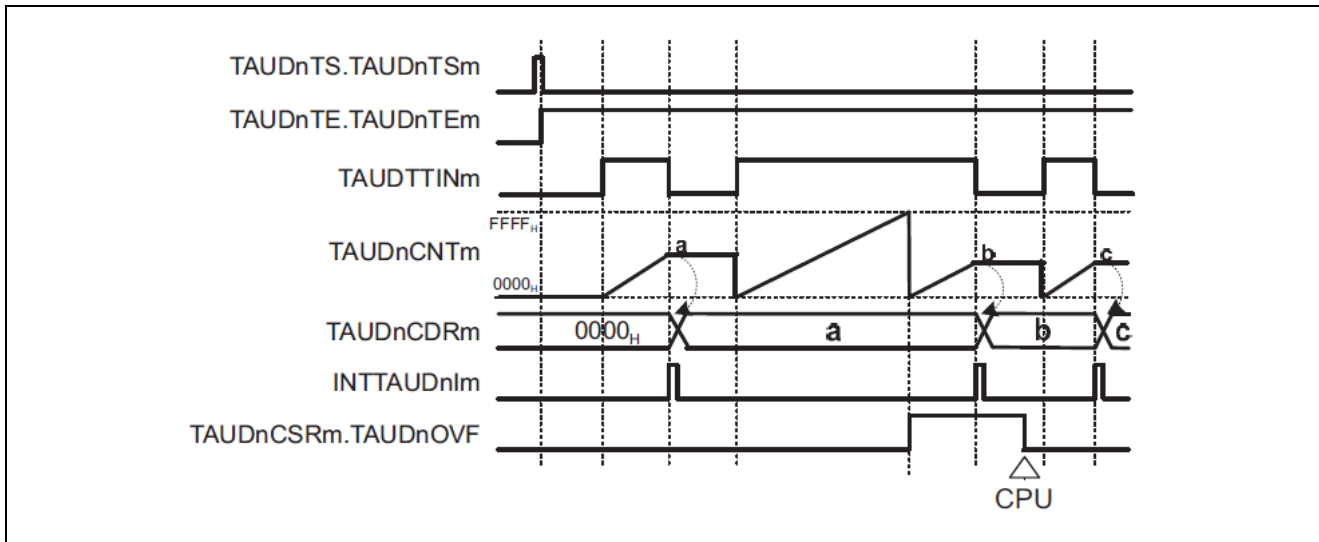 TAUDnTS.TAUDnTSm
TAUDnTE.TAUDnTEm
TAUDTTINm
FFFFH
TAUDnCNTm
a
b
c
0000H
TAUDnCDRm
0000H
a
b
c
INTTAUDnIm
TAUDnCSRm.TAUDnOVF
CPU